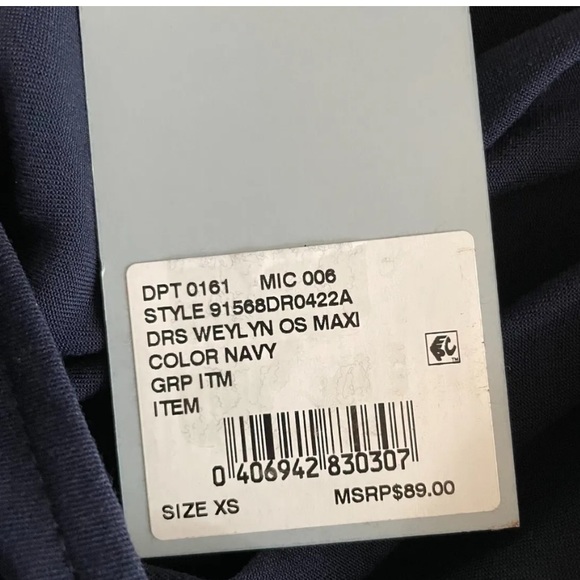 DPT 0161 MIC 006
STYLE 91568DR0422A
DRS WEYLYN OS MAXI
COLOR NAVY
GRP ITM
ITEM
0 406942 830307
SIZE XS MSRP$89.00